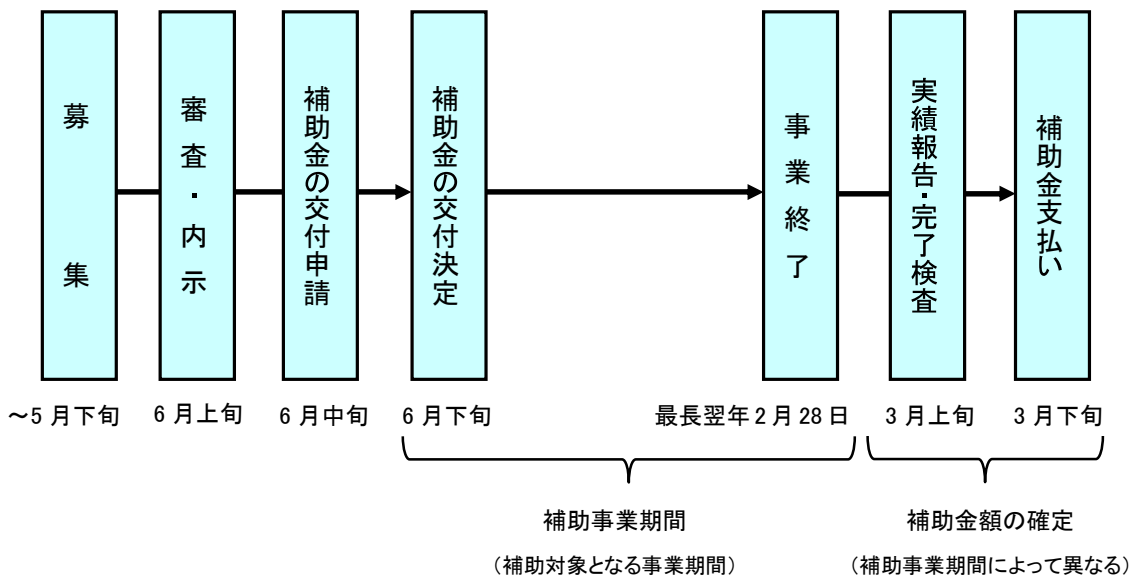 募集
審査・内示
補助金の交付申請
補助金の交付決定
事業終了
実績報告・完了検査
補助金支払い
～5月下旬
6月上旬
6月中旬
6月下旬
最長翌年2月28日
3月上旬
3月下旬
補助事業期間
（補助対象となる事業期間）
補助金額の確定
（補助事業期間によって異なる）